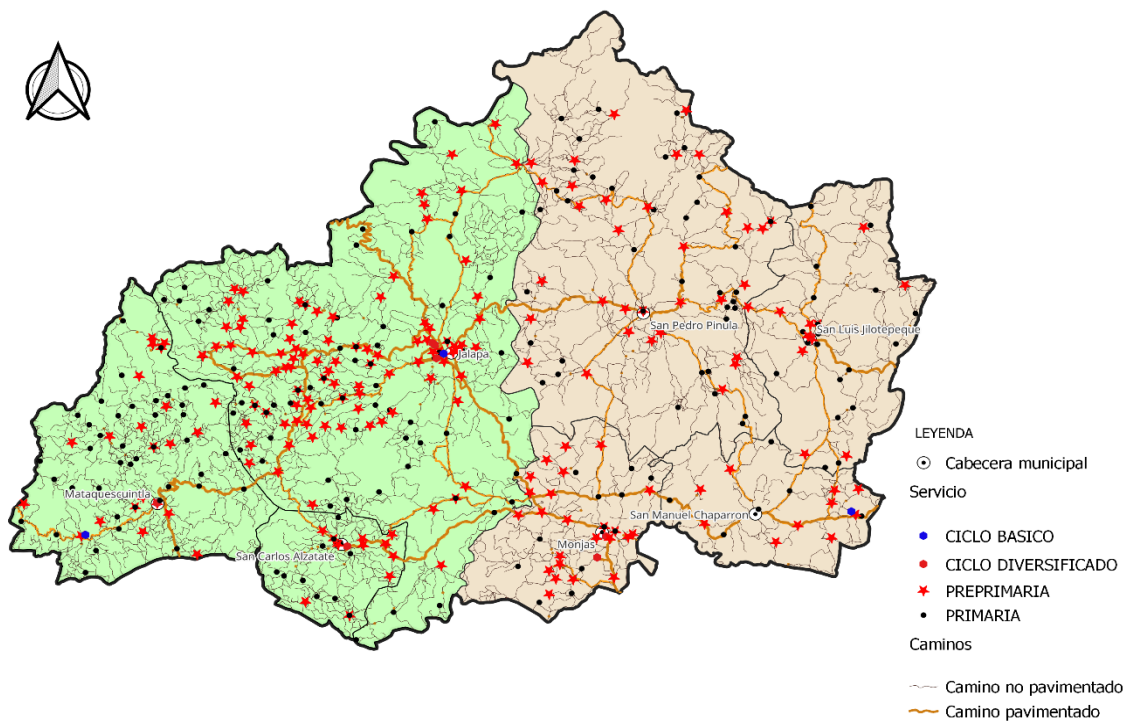 Jalapa
San Pedro Pinula
San Luis Jilotepeque
Mataquescuintla
San Carlos Alzatate
San Manuel Chaparron
Monjas
LEYENDA
Cabecera municipal
Servicio
CICLO BASICO
CICLO DIVERSIFICADO
PREPRIMARIA
PRIMARIA
Caminos
Camino no pavimentado
Camino pavimentado